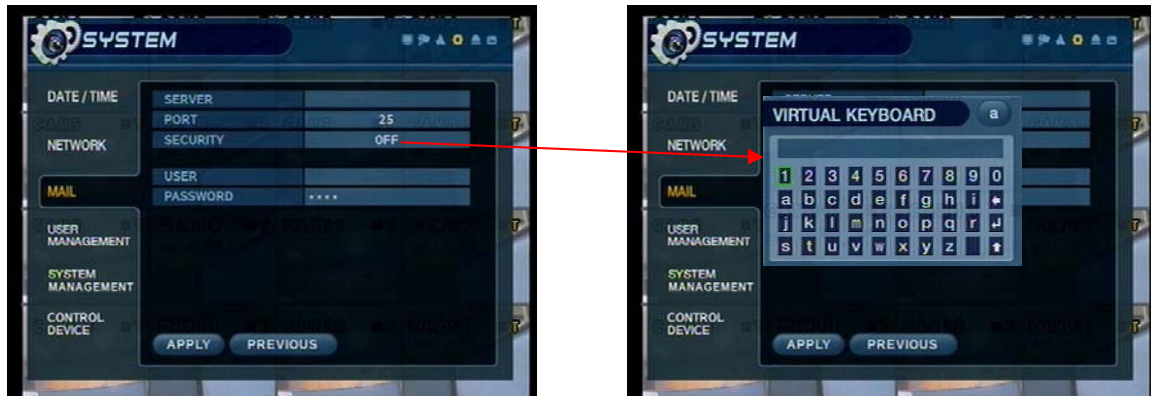 SYSTEM
DATE / TIME
NETWORK
MAIL
USER
MANAGEMENT
SYSTEM
MANAGEMENT
CONTROL
DEVICE
SERVER
PORT 25
SECURITY OFF
USER
PASSWORD ••••
APPLY PREVIOUS
SYSTEM
DATE / TIME
NETWORK
MAIL
USER
MANAGEMENT
SYSTEM
MANAGEMENT
CONTROL
DEVICE
VIRTUAL KEYBOARD a
1 2 3 4 5 6 7 8 9 0
a b c d e f g h i
j k l m n o p q r
s t u v w x y z
APPLY PREVIOUS